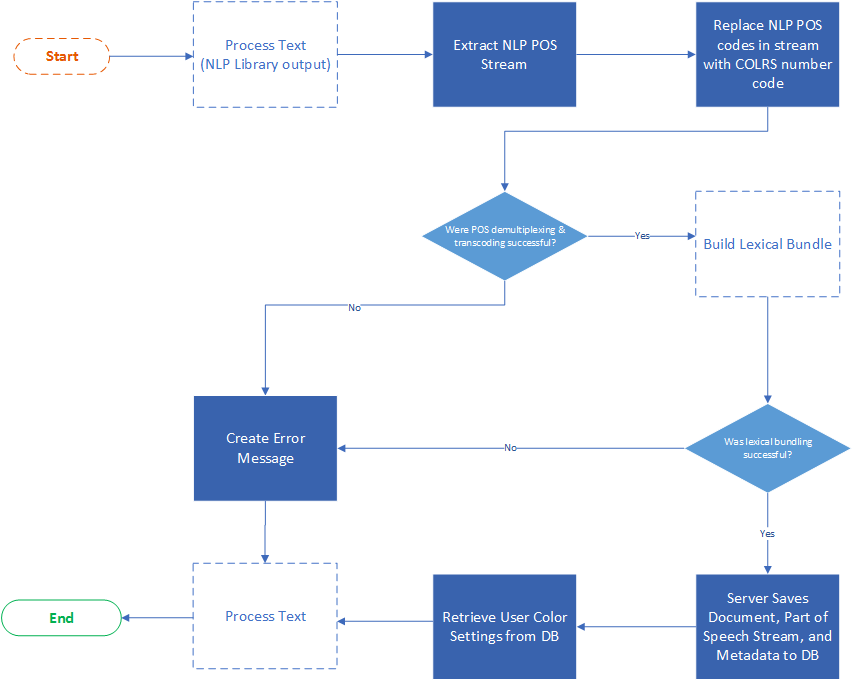 Start
Process Text
(NLP Library output)
Extract NLP POS
Stream
Replace NLP POS
codes in stream
with COLRS number
code
Were POS demultiplexing &
transcoding successful?
Yes
Build Lexical Bundle
No
Create Error
Message
No
Was lexical bundling
successful?
Yes
End
Process Text
Retrieve User Color
Settings from DB
Server Saves
Document, Part of
Speech Stream, and
Metadata to DB